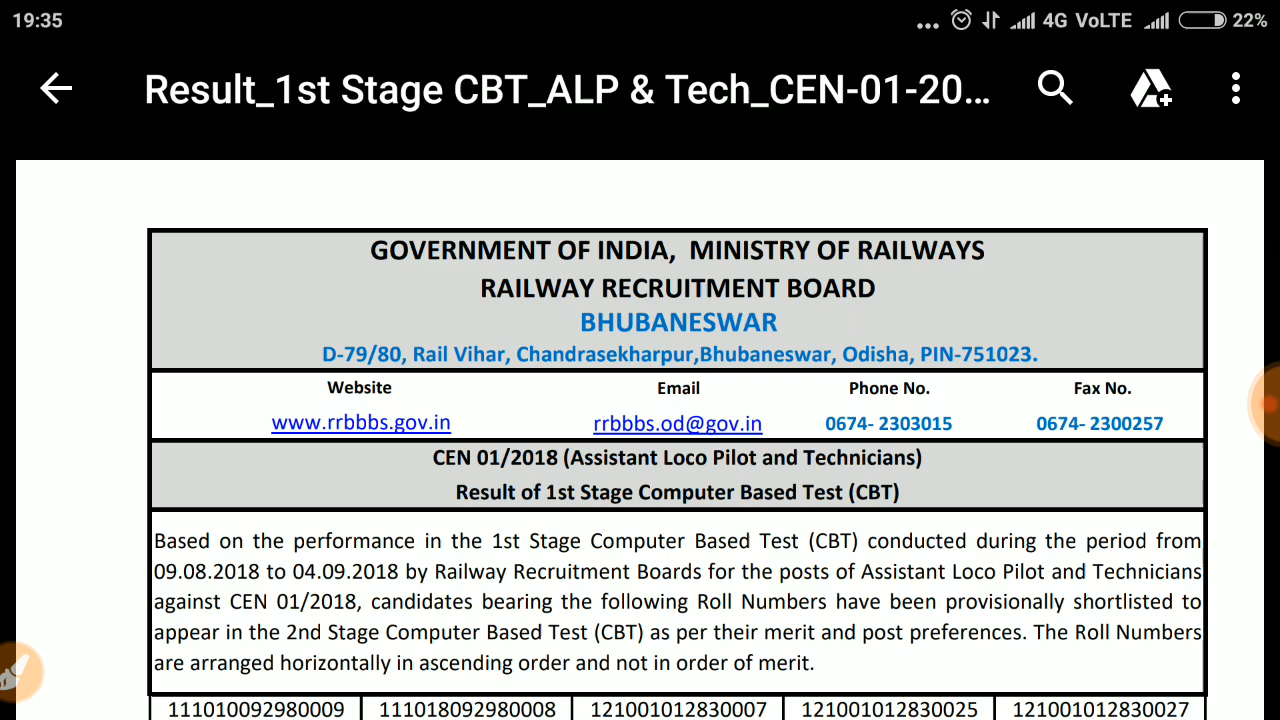 19:35
... 4G VoLTE 22%
Result_1st Stage CBT_ALP & Tech_CEN-01-20...
GOVERNMENT OF INDIA, MINISTRY OF RAILWAYS
RAILWAY RECRUITMENT BOARD
BHUBANESWAR
D-79/80, Rail Vihar, Chandrasekharpur,Bhubaneswar, Odisha, PIN-751023.
Website Email Phone No. Fax No.
www.rrbbbs.gov.in rrbbbs.od@gov.in 0674- 2303015 0674- 2300257
CEN 01/2018 (Assistant Loco Pilot and Technicians)
Result of 1st Stage Computer Based Test (CBT)
Based on the performance in the 1st Stage Computer Based Test (CBT) conducted during the period from
09.08.2018 to 04.09.2018 by Railway Recruitment Boards for the posts of Assistant Loco Pilot and Technicians
against CEN 01/2018, candidates bearing the following Roll Numbers have been provisionally shortlisted to
appear in the 2nd Stage Computer Based Test (CBT) as per their merit and post preferences. The Roll Numbers
are arranged horizontally in ascending order and not in order of merit.
111010092980009 111018092980008 121001012830007 121001012830025 121001012830027